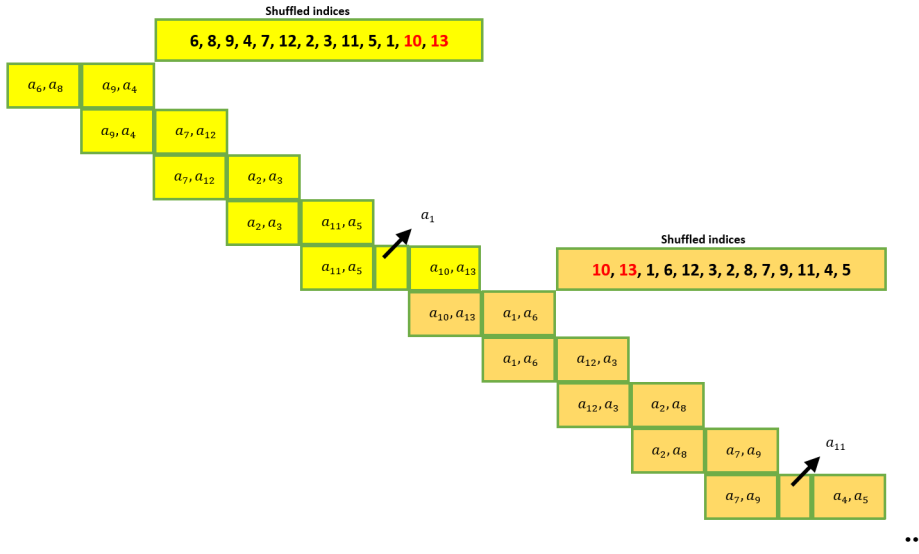 Shuffled indices
6, 8, 9, 4, 7, 12, 2, 3, 11, 5, 1, 10, 13
a₆, a₈ a₉, a₄
a₉, a₄ a₇, a₁₂
a₇, a₁₂ a₂, a₃
a₂, a₃ a₁₁, a₅ a₁
a₁₁, a₅ a₁₀, a₁₃
Shuffled indices
10, 13, 1, 6, 12, 3, 2, 8, 7, 9, 11, 4, 5
a₁₀, a₁₃ a₁, a₆
a₁, a₆ a₁₂, a₃
a₁₂, a₃ a₂, a₈
a₂, a₈ a₇, a₉ a₁₁
a₇, a₉ a₄, a₅
..